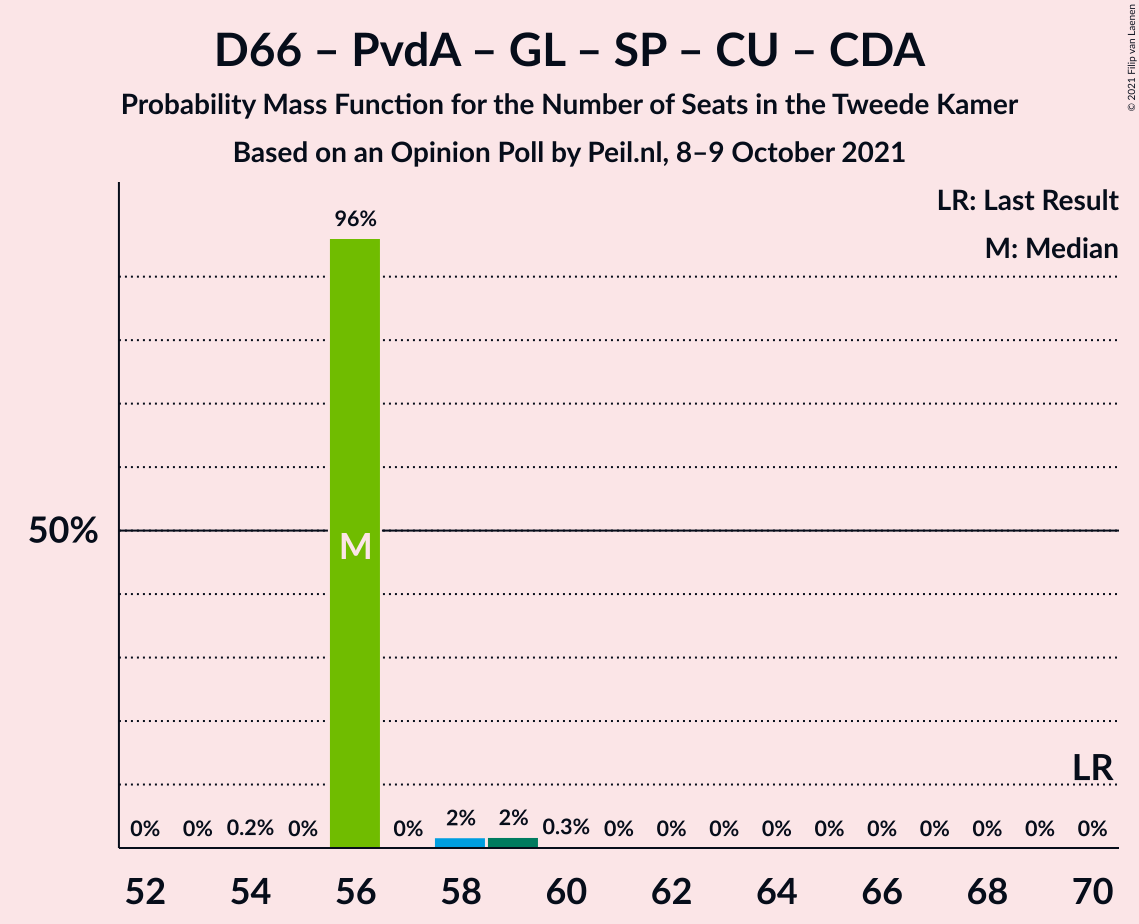 D66 – PvdA – GL – SP – CU – CDA
Probability Mass Function for the Number of Seats in the Tweede Kamer
Based on an Opinion Poll by Peil.nl, 8–9 October 2021
© 2021 Filip van Laenen
LR: Last Result
M: Median
96%
50%
M
LR
0% 0% 0.2% 0% 0% 2% 2% 0.3% 0% 0% 0% 0% 0% 0% 0% 0% 0% 0%
52 54 56 58 60 62 64 66 68 70